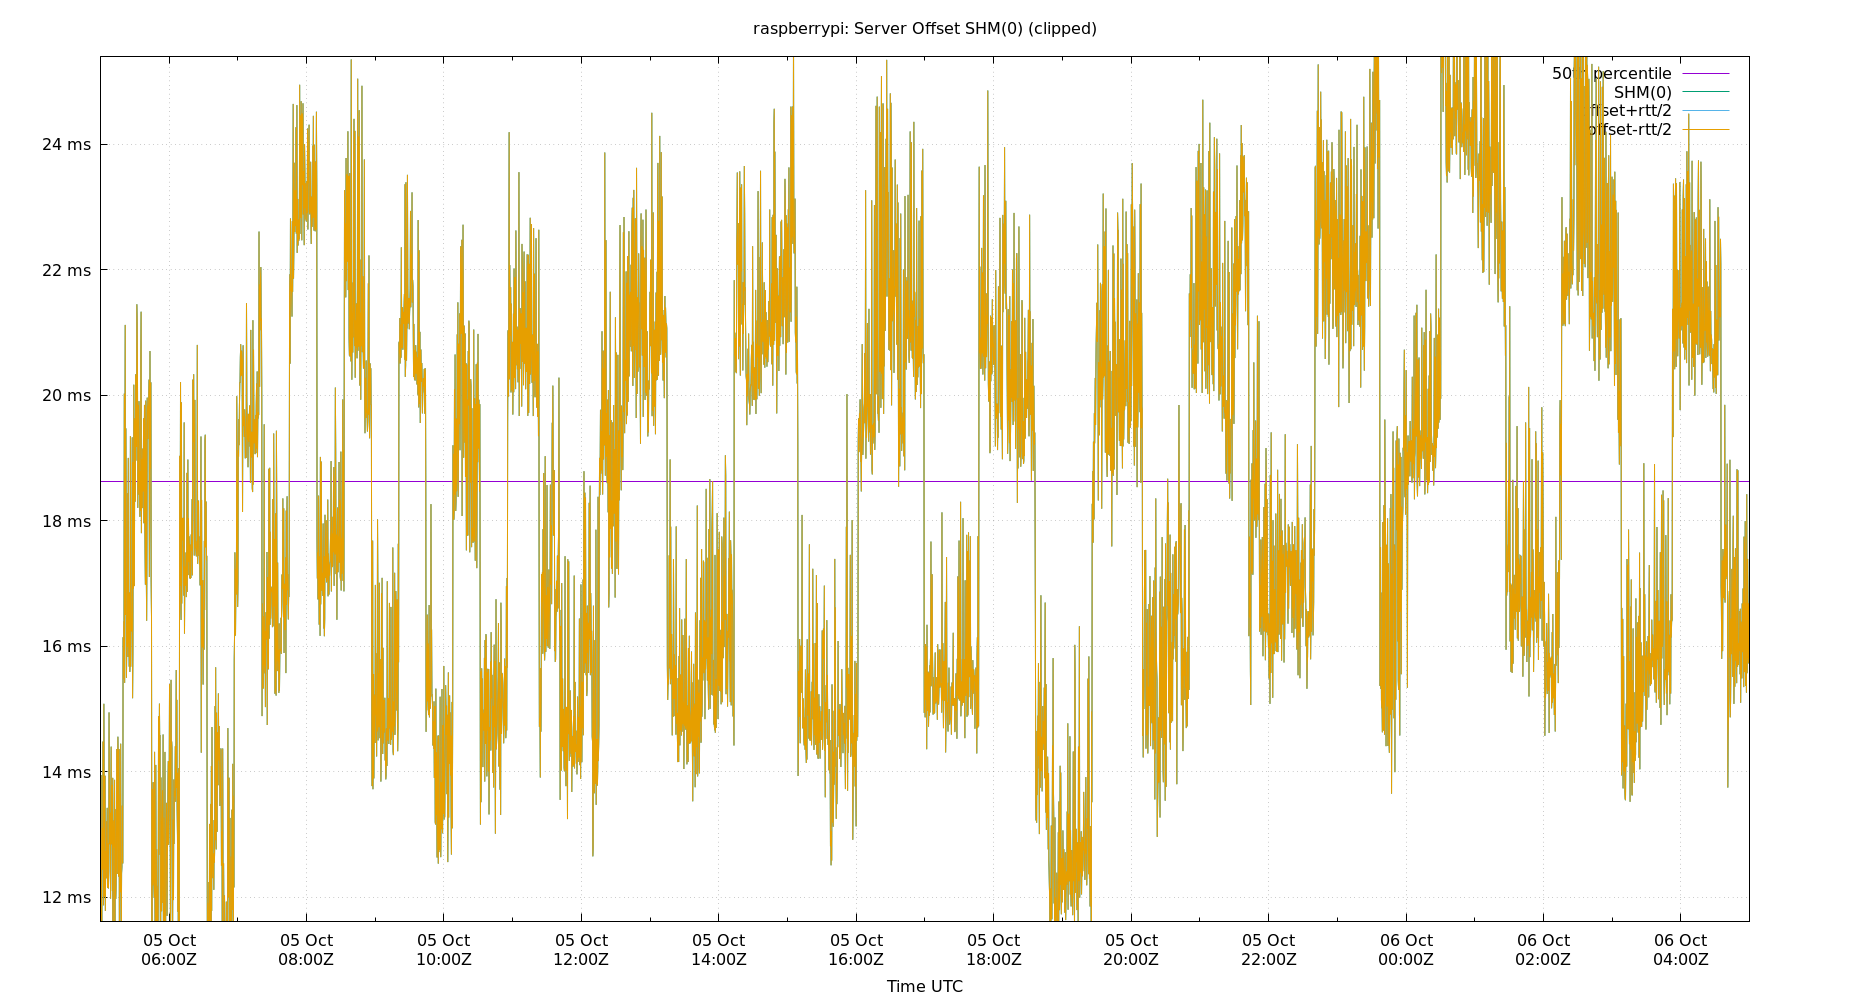 raspberrypi: Server Offset SHM(0) (clipped)
50th percentile
SHM(0)
offset+rtt/2
offset-rtt/2
24 ms
22 ms
20 ms
18 ms
16 ms
14 ms
12 ms
05 Oct 05 Oct 05 Oct 05 Oct 05 Oct 05 Oct 05 Oct 05 Oct 05 Oct 06 Oct 06 Oct 06 Oct
06:00Z 08:00Z 10:00Z 12:00Z 14:00Z 16:00Z 18:00Z 20:00Z 22:00Z 00:00Z 02:00Z 04:00Z
Time UTC